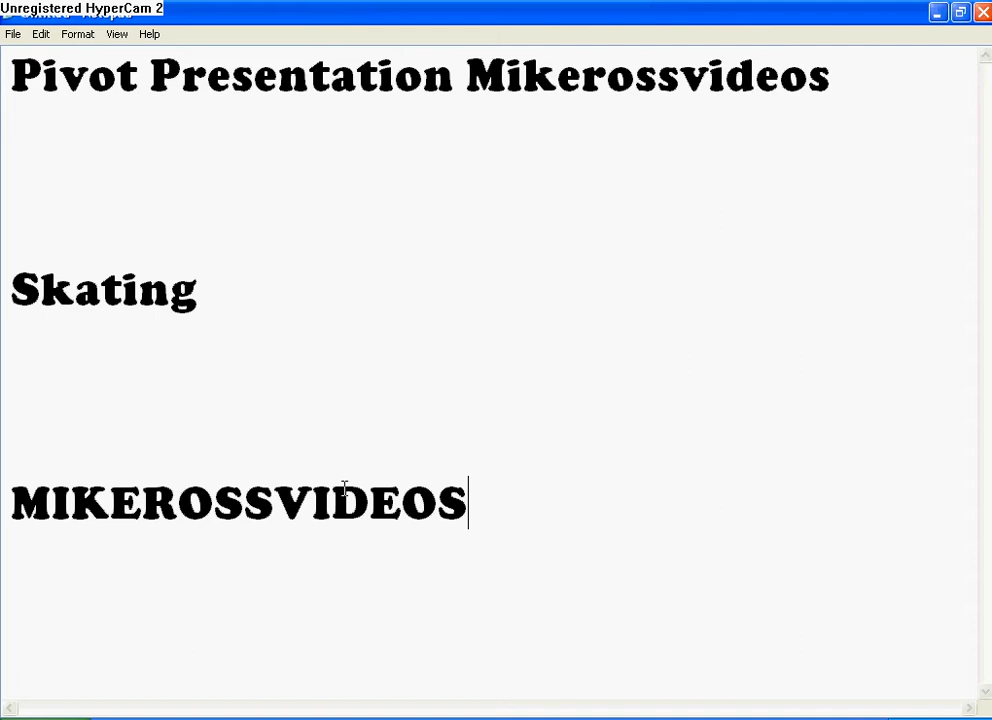 Unregistered HyperCam 2
File Edit Format View Help
Pivot Presentation Mikerossvideos
Skating
MIKEROSSVIDEOS